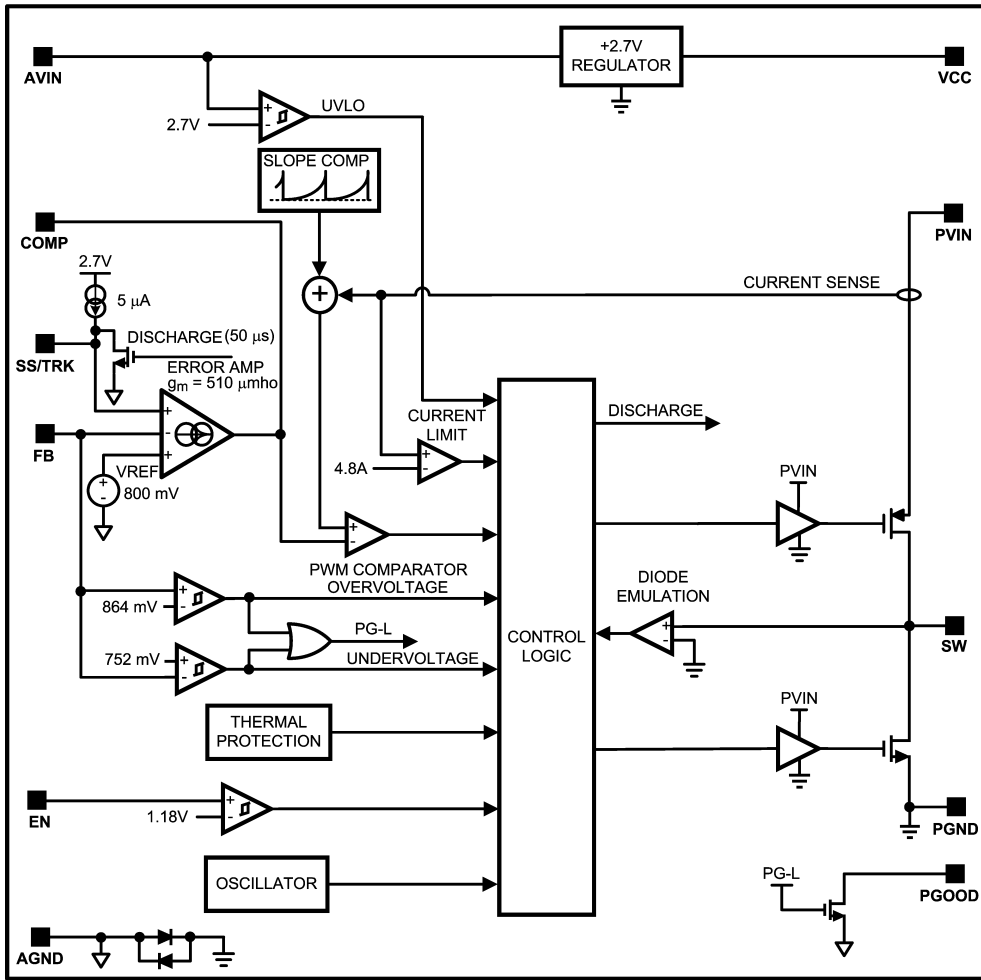 AVIN
+2.7V
REGULATOR
VCC
+
-
2.7V
UVLO
SLOPE COMP
COMP
PVIN
2.7V
5 μA
+
CURRENT SENSE
SS/TRK
DISCHARGE (50 μs)
ERROR AMP
gm = 510 μmho
FB
+
-
+
VREF
800 mV
+
-
CURRENT
LIMIT
4.8A
+
-
DISCHARGE
PVIN
+
-
PWM COMPARATOR
OVERVOLTAGE
864 mV
+
-
PG-L
752 mV
+
-
UNDERVOLTAGE
CONTROL
LOGIC
DIODE
EMULATION
+
-
SW
THERMAL
PROTECTION
PVIN
EN
1.18V
+
-
PGND
OSCILLATOR
PG-L
PGOOD
AGND